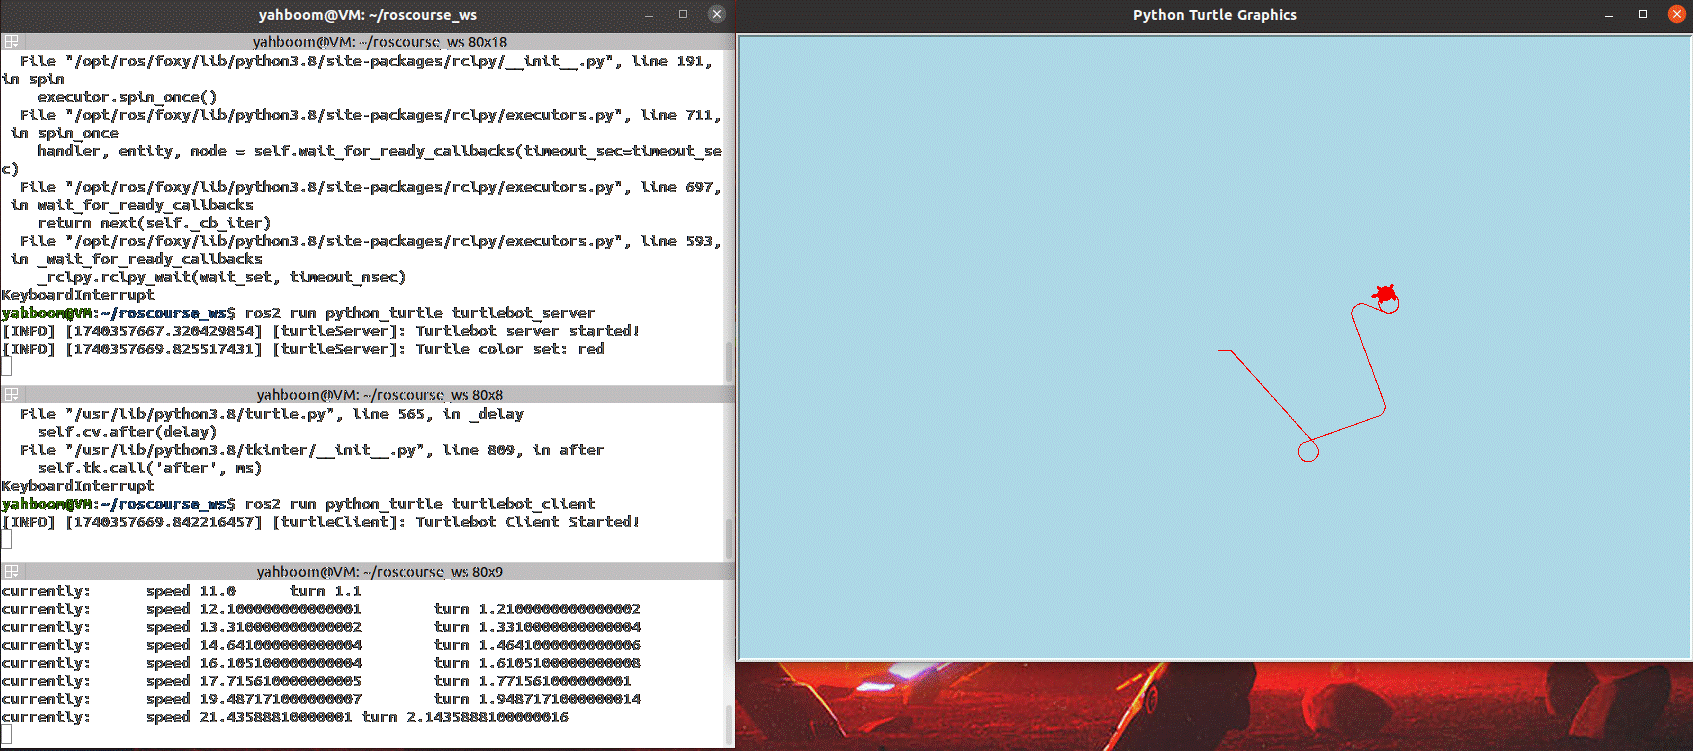 yahboom@VM: ~/roscourse_ws
yahboom@VM: ~/roscourse_ws 80x18
File "/opt/ros/foxy/lib/python3.8/site-packages/rclpy/__init__.py", line 191,
in spin
executor.spin_once()
File "/opt/ros/foxy/lib/python3.8/site-packages/rclpy/executors.py", line 711,
in spin_once
handler, entity, node = self.wait_for_ready_callbacks(timeout_sec=timeout_se
c)
File "/opt/ros/foxy/lib/python3.8/site-packages/rclpy/executors.py", line 697,
in wait_for_ready_callbacks
return next(self._cb_iter)
File "/opt/ros/foxy/lib/python3.8/site-packages/rclpy/executors.py", line 593,
in _wait_for_ready_callbacks
_rclpy.rclpy_wait(wait_set, timeout_nsec)
KeyboardInterrupt
yahboom@VM:~/roscourse_ws$ ros2 run python_turtle turtlebot_server
[INFO] [1740357667.320429854] [turtleServer]: Turtlebot server started!
[INFO] [1740357669.825517431] [turtleServer]: Turtle color set: red
yahboom@VM: ~/roscourse_ws 80x8
File "/usr/lib/python3.8/turtle.py", line 565, in _delay
self.cv.after(delay)
File "/usr/lib/python3.8/tkinter/__init__.py", line 809, in after
self.tk.call('after', ms)
KeyboardInterrupt
yahboom@VM:~/roscourse_ws$ ros2 run python_turtle turtlebot_client
[INFO] [1740357669.842216457] [turtleClient]: Turtlebot Client Started!
yahboom@VM: ~/roscourse_ws 80x9
currently: speed 11.0 turn 1.1
currently: speed 12.100000000000001 turn 1.2100000000000002
currently: speed 13.310000000000002 turn 1.3310000000000004
currently: speed 14.641000000000004 turn 1.4641000000000006
currently: speed 16.105100000000004 turn 1.6105100000000008
currently: speed 17.715610000000005 turn 1.771561000000001
currently: speed 19.487171000000007 turn 1.9487171000000014
currently: speed 21.43588810000001 turn 2.1435888100000016
Python Turtle Graphics